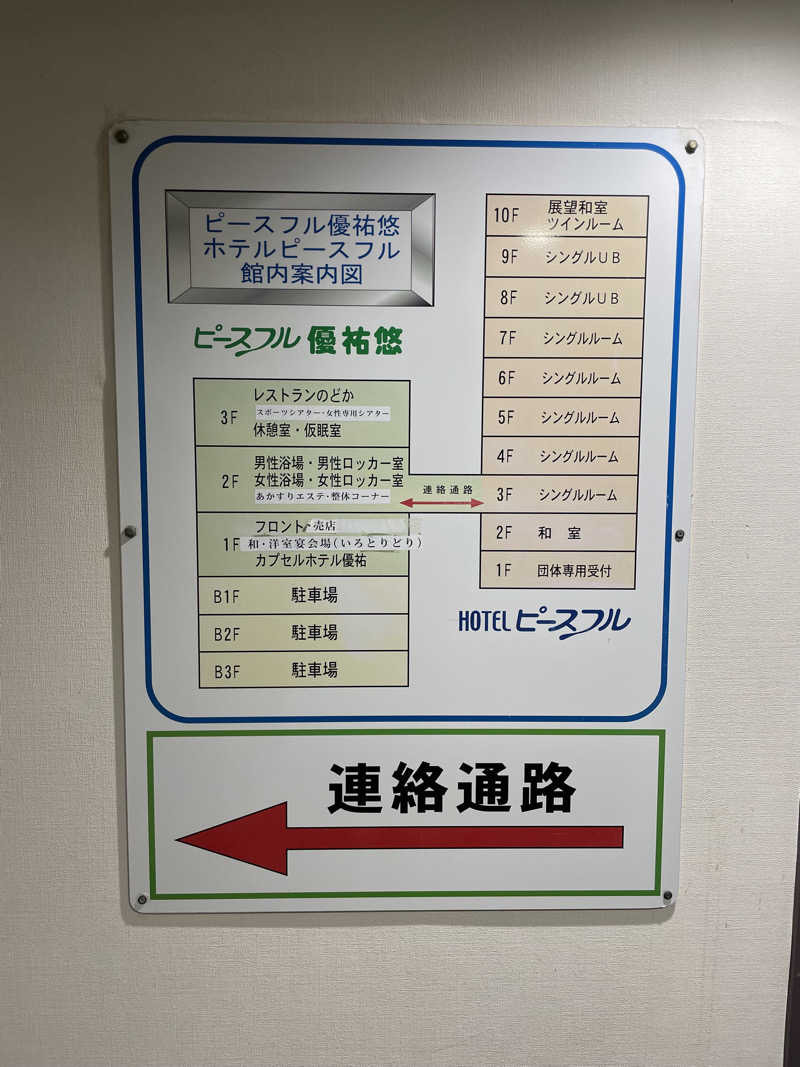 ピースフル優祐悠
ホテルピースフル
館内案内図
ピースフル 優祐悠
3F レストランのどか
スポーツシアター・女性専用シアター
休憩室・仮眠室
2F 男性浴場・男性ロッカー室
女性浴場・女性ロッカー室
あかすりエステ・整体コーナー
1F フロント・売店
和・洋室宴会場(いろとりどり)
カプセルホテル優祐
B1F 駐車場
B2F 駐車場
B3F 駐車場
連絡通路
10F 展望和室
ツインルーム
9F シングルUB
8F シングルUB
7F シングルルーム
6F シングルルーム
5F シングルルーム
4F シングルルーム
3F シングルルーム
2F 和 室
1F 団体専用受付
HOTEL ピースフル
連絡通路